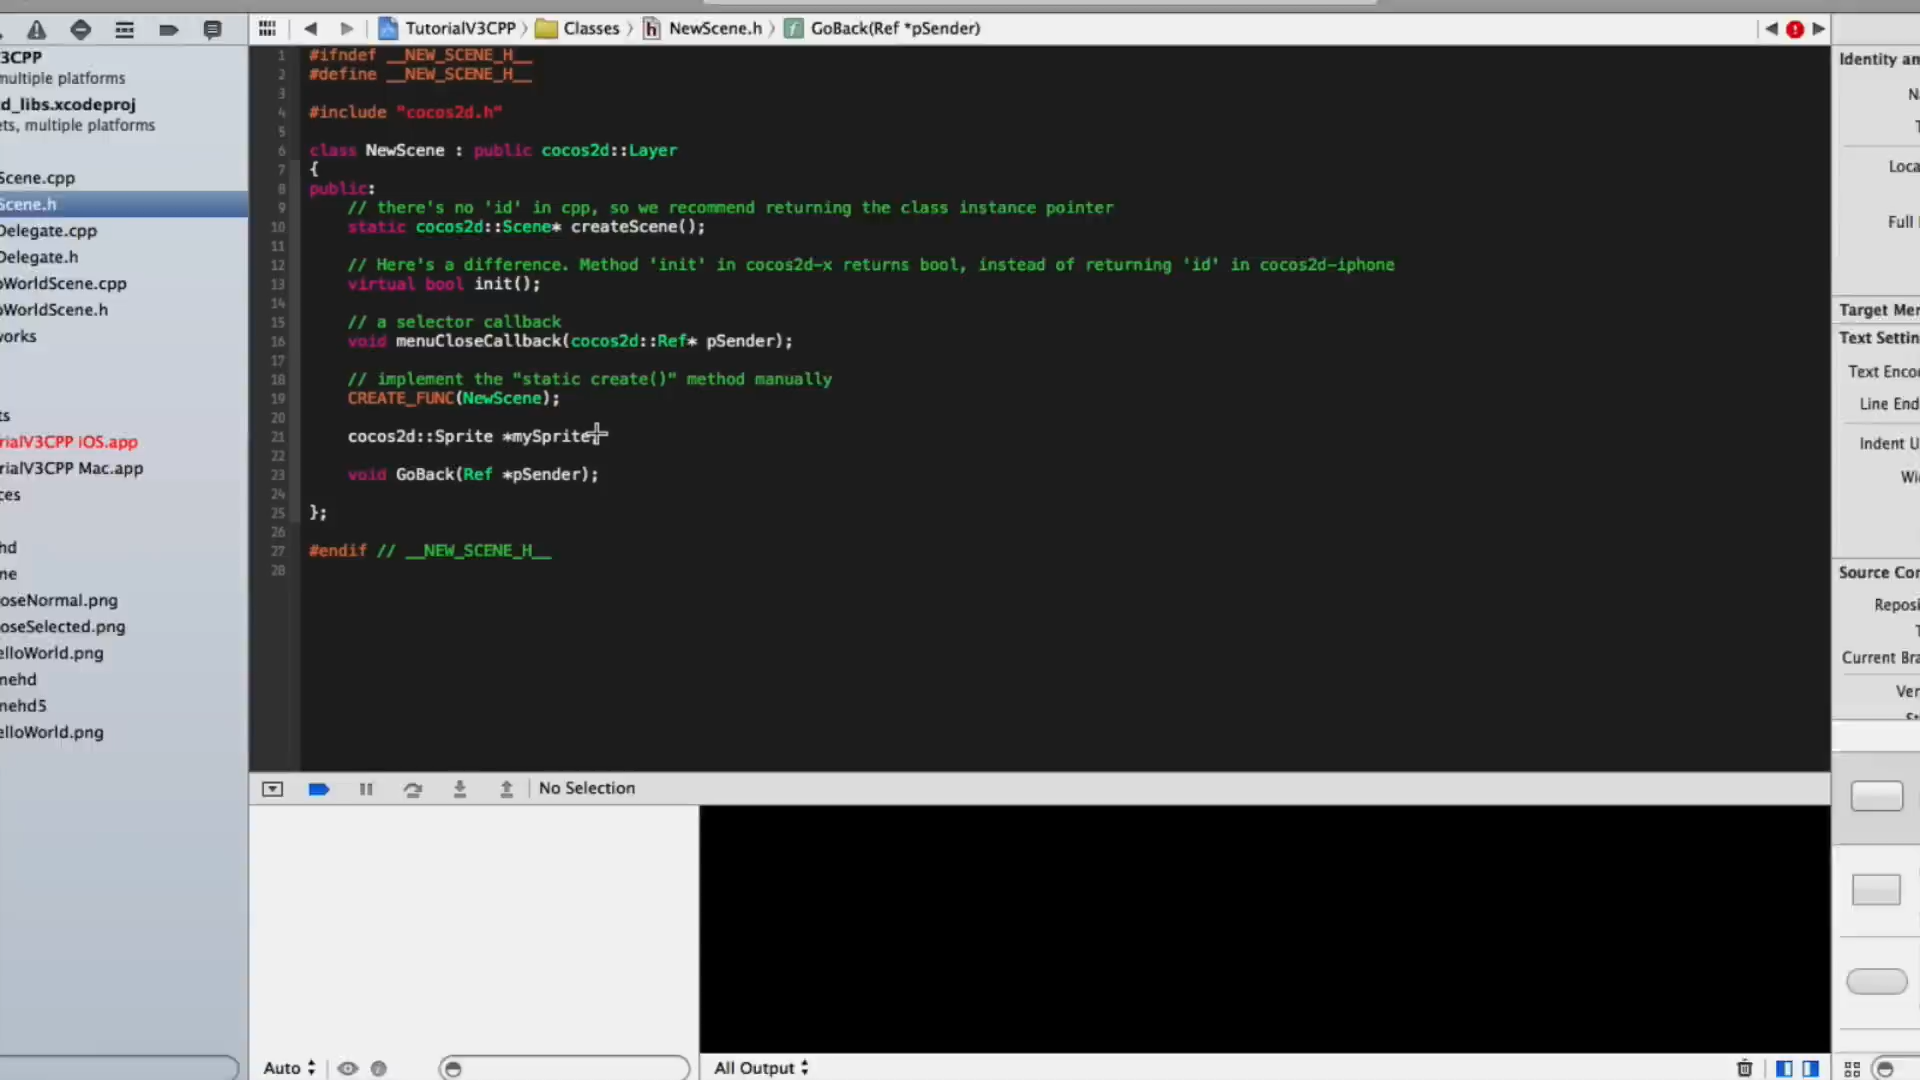 TutorialV3CPP Classes NewScene.h GoBack(Ref *pSender)
3CPP
multiple platforms
d_libs.xcodeproj
ets, multiple platforms
Scene.cpp
Scene.h
Delegate.cpp
Delegate.h
oWorldScene.cpp
oWorldScene.h
works
ts
rialV3CPP iOS.app
rialV3CPP Mac.app
ces
hd
ne
oseNormal.png
oseSelected.png
elloWorld.png
nehd
nehd5
elloWorld.png
1 #ifndef __NEW_SCENE_H__
2 #define __NEW_SCENE_H__
3
4 #include "cocos2d.h"
5
6 class NewScene : public cocos2d::Layer
7 {
8 public:
9 // there's no 'id' in cpp, so we recommend returning the class instance pointer
10 static cocos2d::Scene* createScene();
11
12 // Here's a difference. Method 'init' in cocos2d-x returns bool, instead of returning 'id' in cocos2d-iphone
13 virtual bool init();
14
15 // a selector callback
16 void menuCloseCallback(cocos2d::Ref* pSender);
17
18 // implement the "static create()" method manually
19 CREATE_FUNC(NewScene);
20
21 cocos2d::Sprite *mySprite;
22
23 void GoBack(Ref *pSender);
24
25 };
26
27 #endif // __NEW_SCENE_H__
28
No Selection
Auto
All Output
Identity an
Na
T
Loca
Full
Target Mer
Text Settin
Text Enco
Line End
Indent U
Wi
Source Con
Reposi
T
Current Bra
Ver